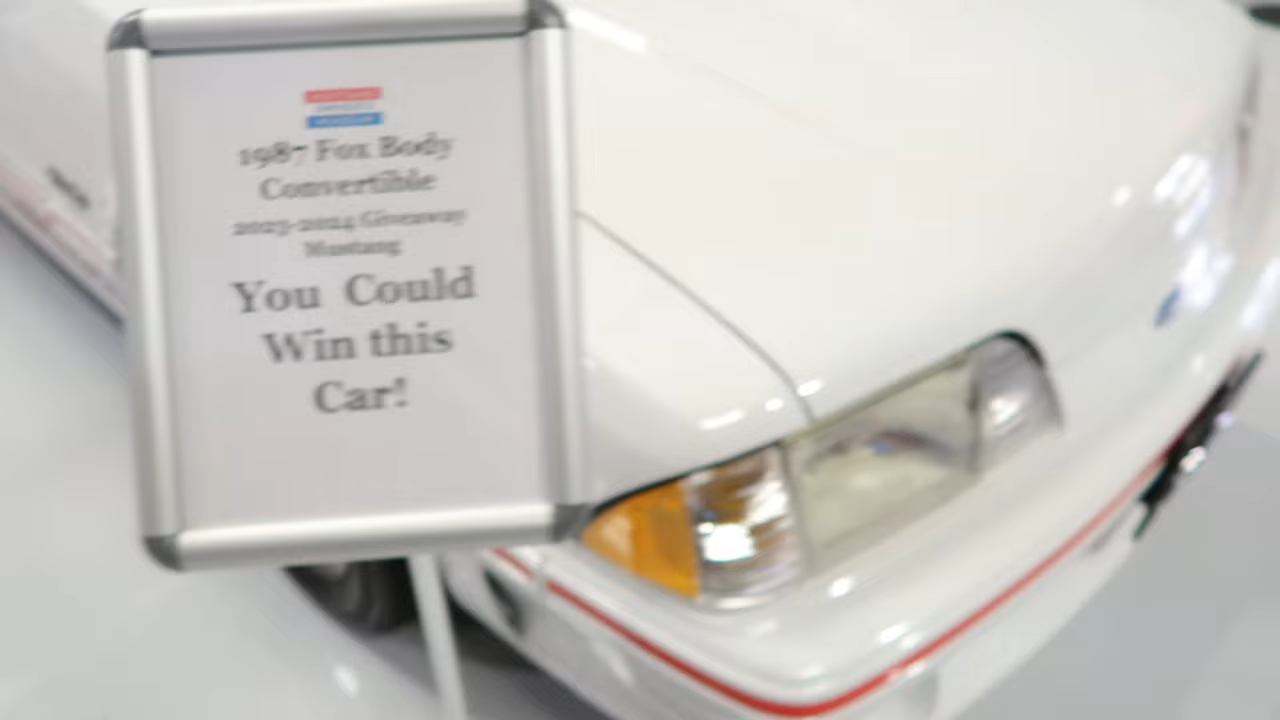 1987 Fox Body
Convertible
2023-2024 Giveaway
Mustang
You Could
Win this
Car!